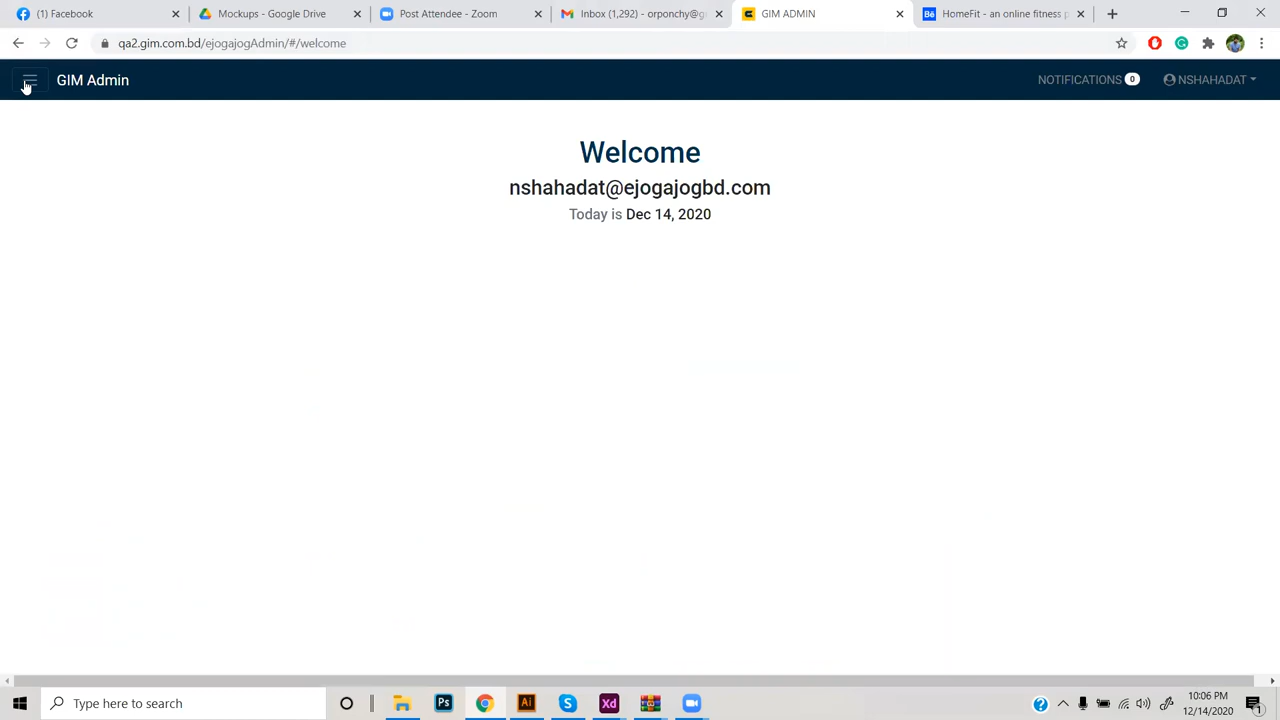 (1) Facebook
Mockups - Google Drive
Post Attendee - Zoom
Inbox (1,292) - orponchy@g
GIM ADMIN
HomeFit - an online fitness p
qa2.gim.com.bd/ejogajogAdmin/#/welcome
GIM Admin
NOTIFICATIONS 0
NSHAHADAT
Welcome
nshahadat@ejogajogbd.com
Today is Dec 14, 2020
Type here to search
10:06 PM
12/14/2020